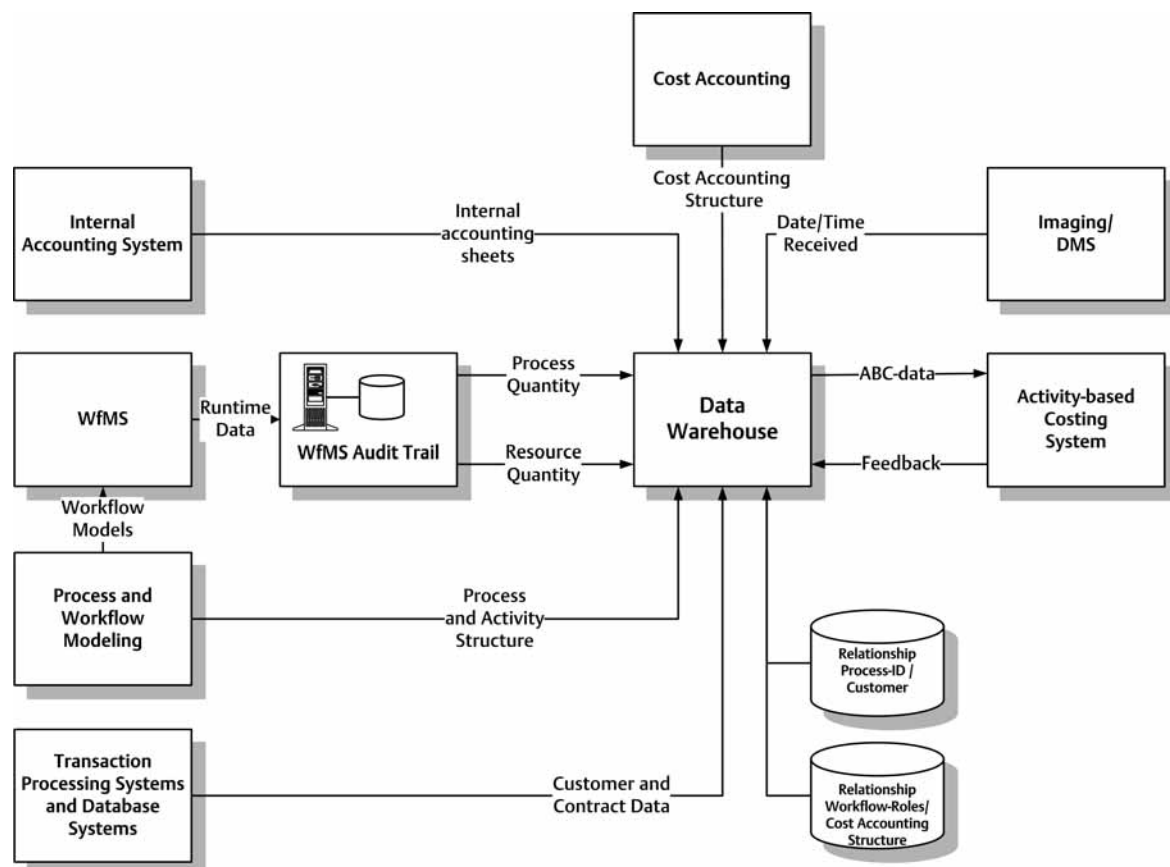 Cost Accounting
Cost Accounting
Structure
Internal
Accounting System
Internal
accounting
sheets
Date/Time
Received
Imaging/
DMS
WfMS
Runtime
Data
WfMS Audit Trail
Process
Quantity
Resource
Quantity
Data
Warehouse
ABC-data
Feedback
Activity-based
Costing
System
Workflow
Models
Process and
Workflow
Modeling
Process
and Activity
Structure
Relationship
Process-ID /
Customer
Transaction
Processing Systems
and Database
Systems
Customer and
Contract Data
Relationship
Workflow-Roles/
Cost Accounting
Structure